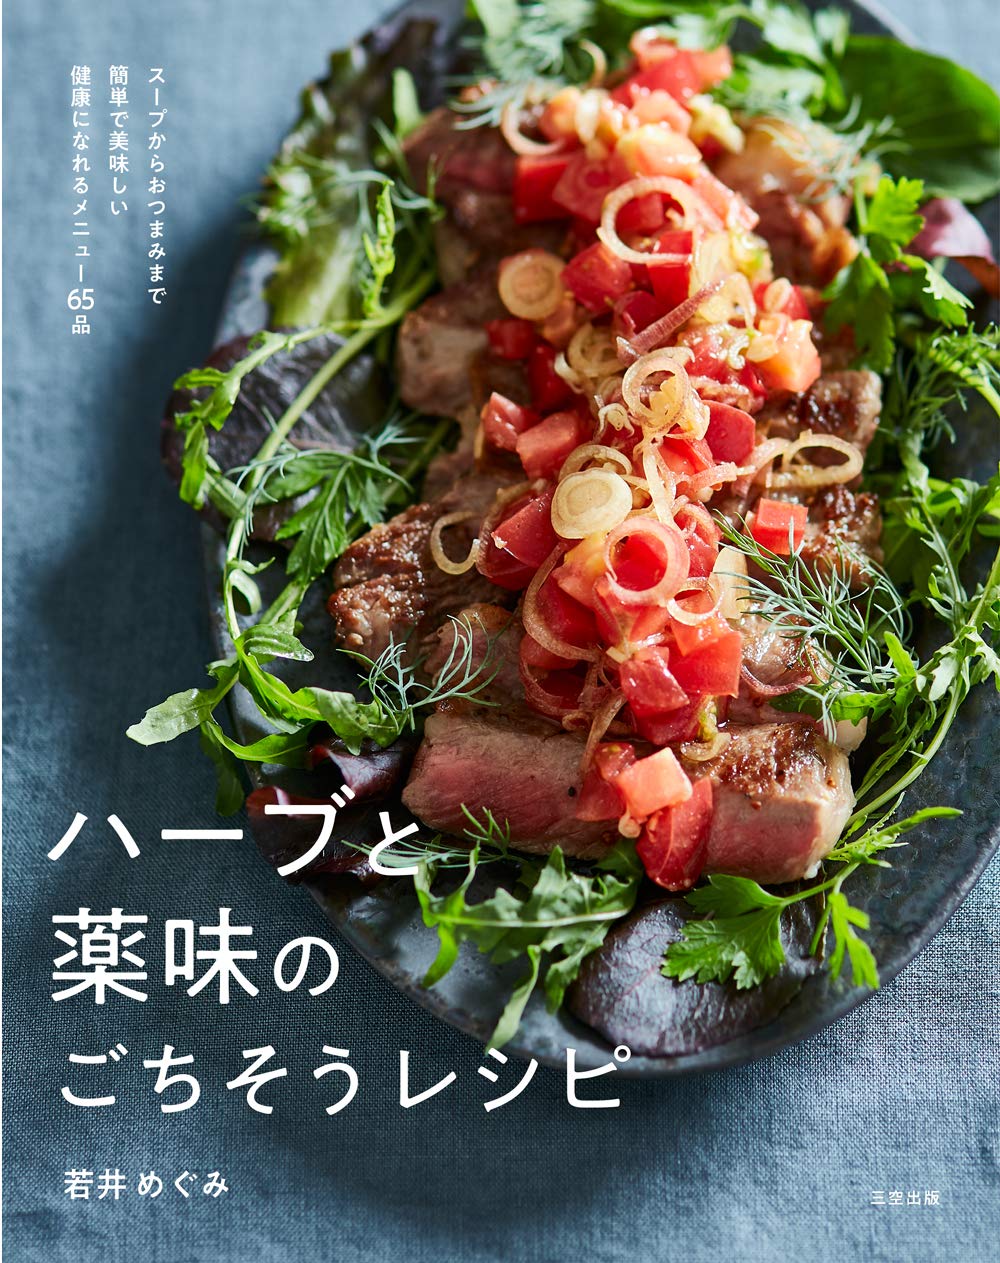 スープからおつまみまで
簡単で美味しい
健康になれるメニュー65品
ハーブと
薬味の
ごちそうレシピ
若井 めぐみ
三空出版